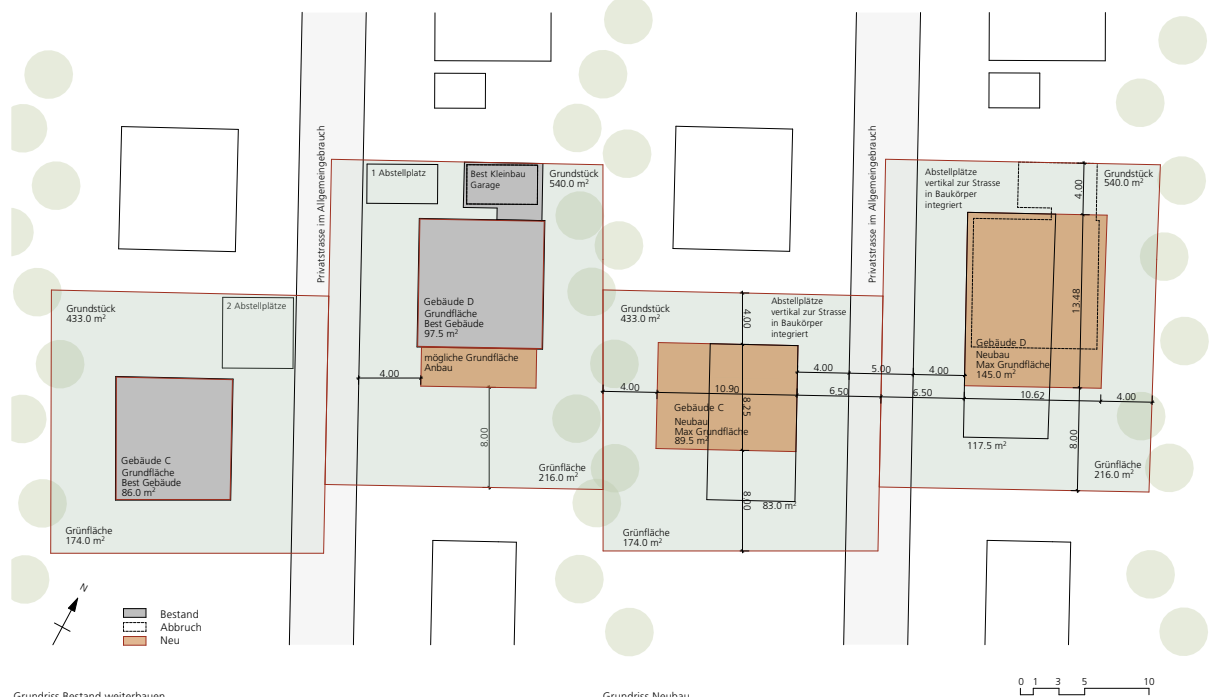 Privatstrasse im Allgemeingebrauch
1 Abstellplatz
Best Kleinbau
Garage
Grundstück
540.0 m²
Gebäude D
Grundfläche
Best Gebäude
97.5 m²
mögliche Grundfläche
Anbau
4.00
8.00
Grünfläche
216.0 m²
Grundstück
433.0 m²
2 Abstellplätze
Gebäude C
Grundfläche
Best Gebäude
86.0 m²
Grünfläche
174.0 m²
N
Bestand
Abbruch
Neu
Grundriss Bestand weiterbauen
Privatstrasse im Allgemeingebrauch
Abstellplätze
vertikal zur Strasse
in Baukörper
integriert
Grundstück
540.0 m²
4.00
13.48
Gebäude D
Neubau
Max Grundfläche
145.0 m²
Grundstück
433.0 m²
4.00
Abstellplätze
vertikal zur Strasse
in Baukörper
integriert
4.00
5.00
4.00
4.00
10.90
6.50
6.50
10.62
4.00
8.25
Gebäude C
Neubau
Max Grundfläche
89.5 m²
8.00
117.5 m²
Grünfläche
216.0 m²
8.00
83.0 m²
Grünfläche
174.0 m²
0 1 3 5 10
Grundriss Neubau